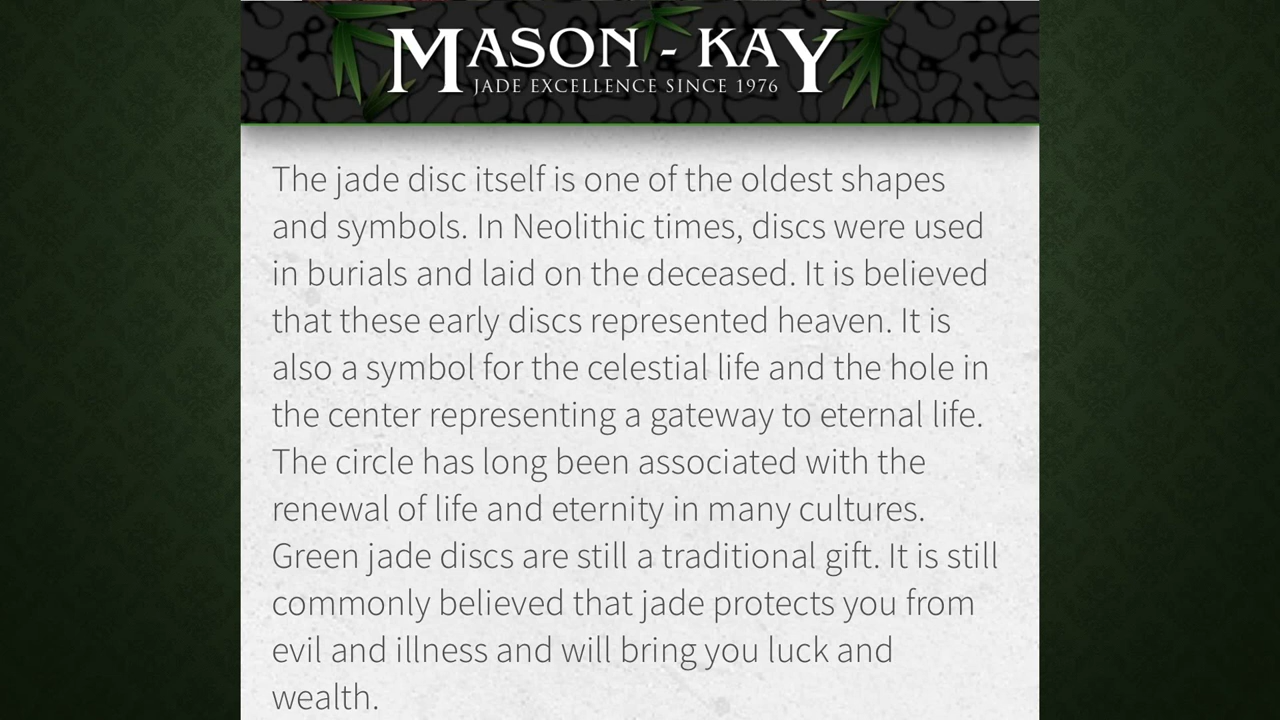 MASON - KAY
JADE EXCELLENCE SINCE 1976
The jade disc itself is one of the oldest shapes
and symbols. In Neolithic times, discs were used
in burials and laid on the deceased. It is believed
that these early discs represented heaven. It is
also a symbol for the celestial life and the hole in
the center representing a gateway to eternal life.
The circle has long been associated with the
renewal of life and eternity in many cultures.
Green jade discs are still a traditional gift. It is still
commonly believed that jade protects you from
evil and illness and will bring you luck and
wealth.